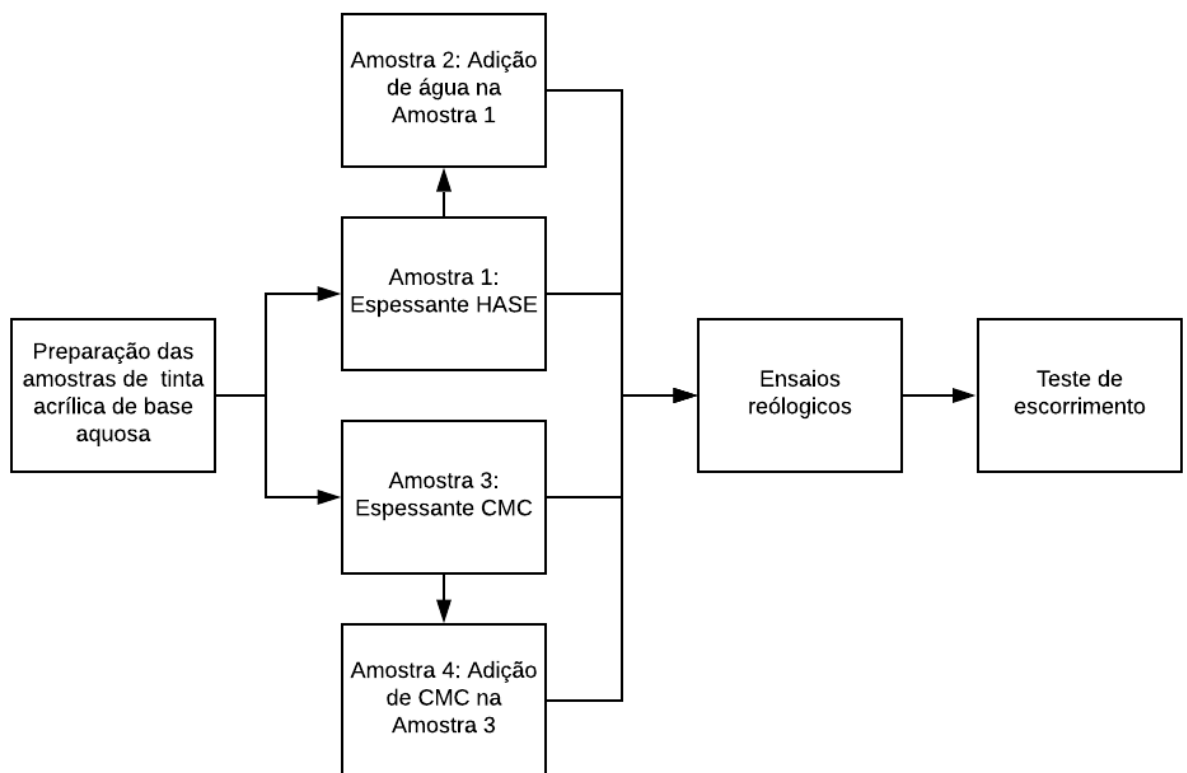 Amostra 2: Adição
de água na
Amostra 1
Amostra 1:
Espessante HASE
Preparação das
amostras de tinta
acrílica de base
aquosa
Ensaios
reólogicos
Teste de
escorrimento
Amostra 3:
Espessante CMC
Amostra 4: Adição
de CMC na
Amostra 3